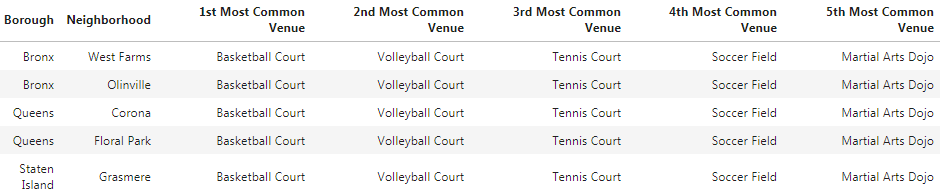 Borough Neighborhood 1st Most Common Venue 2nd Most Common Venue 3rd Most Common Venue 4th Most Common Venue 5th Most Common Venue
Bronx West Farms Basketball Court Volleyball Court Tennis Court Soccer Field Martial Arts Dojo
Bronx Olinville Basketball Court Volleyball Court Tennis Court Soccer Field Martial Arts Dojo
Queens Corona Basketball Court Volleyball Court Tennis Court Soccer Field Martial Arts Dojo
Queens Floral Park Basketball Court Volleyball Court Tennis Court Soccer Field Martial Arts Dojo
Staten Island Grasmere Basketball Court Volleyball Court Tennis Court Soccer Field Martial Arts Dojo